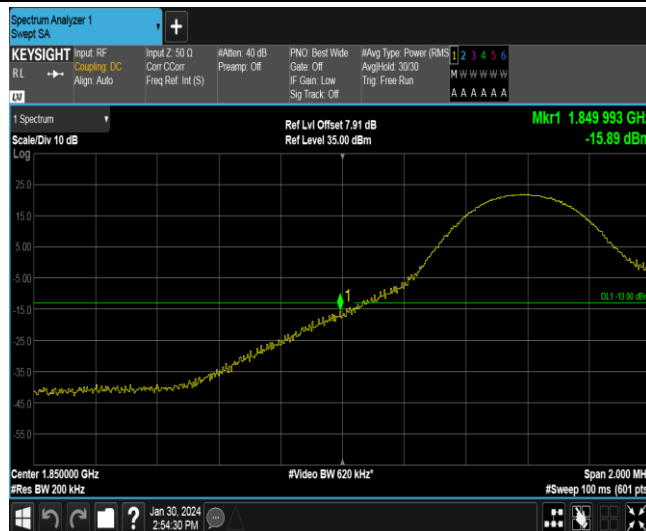 Spectrum Analyzer 1
Swept SA
KEYSIGHT
RL
LXI
Input: RF
Coupling: DC
Align: Auto
Input Z: 50 Ω
Corr CCorr
Freq Ref: Int (S)
#Atten: 40 dB
Preamp: Off
PNO: Best Wide
Gate: Off
IF Gain: Low
Sig Track: Off
#Avg Type: Power (RMS
Avg|Hold: 30/30
Trig: Free Run
1 2 3 4 5 6
M W W W W W
A A A A A A
1 Spectrum
Scale/Div 10 dB
Ref Lvl Offset 7.91 dB
Ref Level 35.00 dBm
Mkr1 1.849 993 GHz
-15.89 dBm
Log
25.0
15.0
5.00
-5.00
-15.0
-25.0
-35.0
-45.0
-55.0
1
DL1 -13.00 dBm
Center 1.850000 GHz
#Res BW 200 kHz
#Video BW 620 kHz*
Span 2.000 MH
#Sweep 100 ms (601 pts
?
Jan 30, 2024
2:54:30 PM